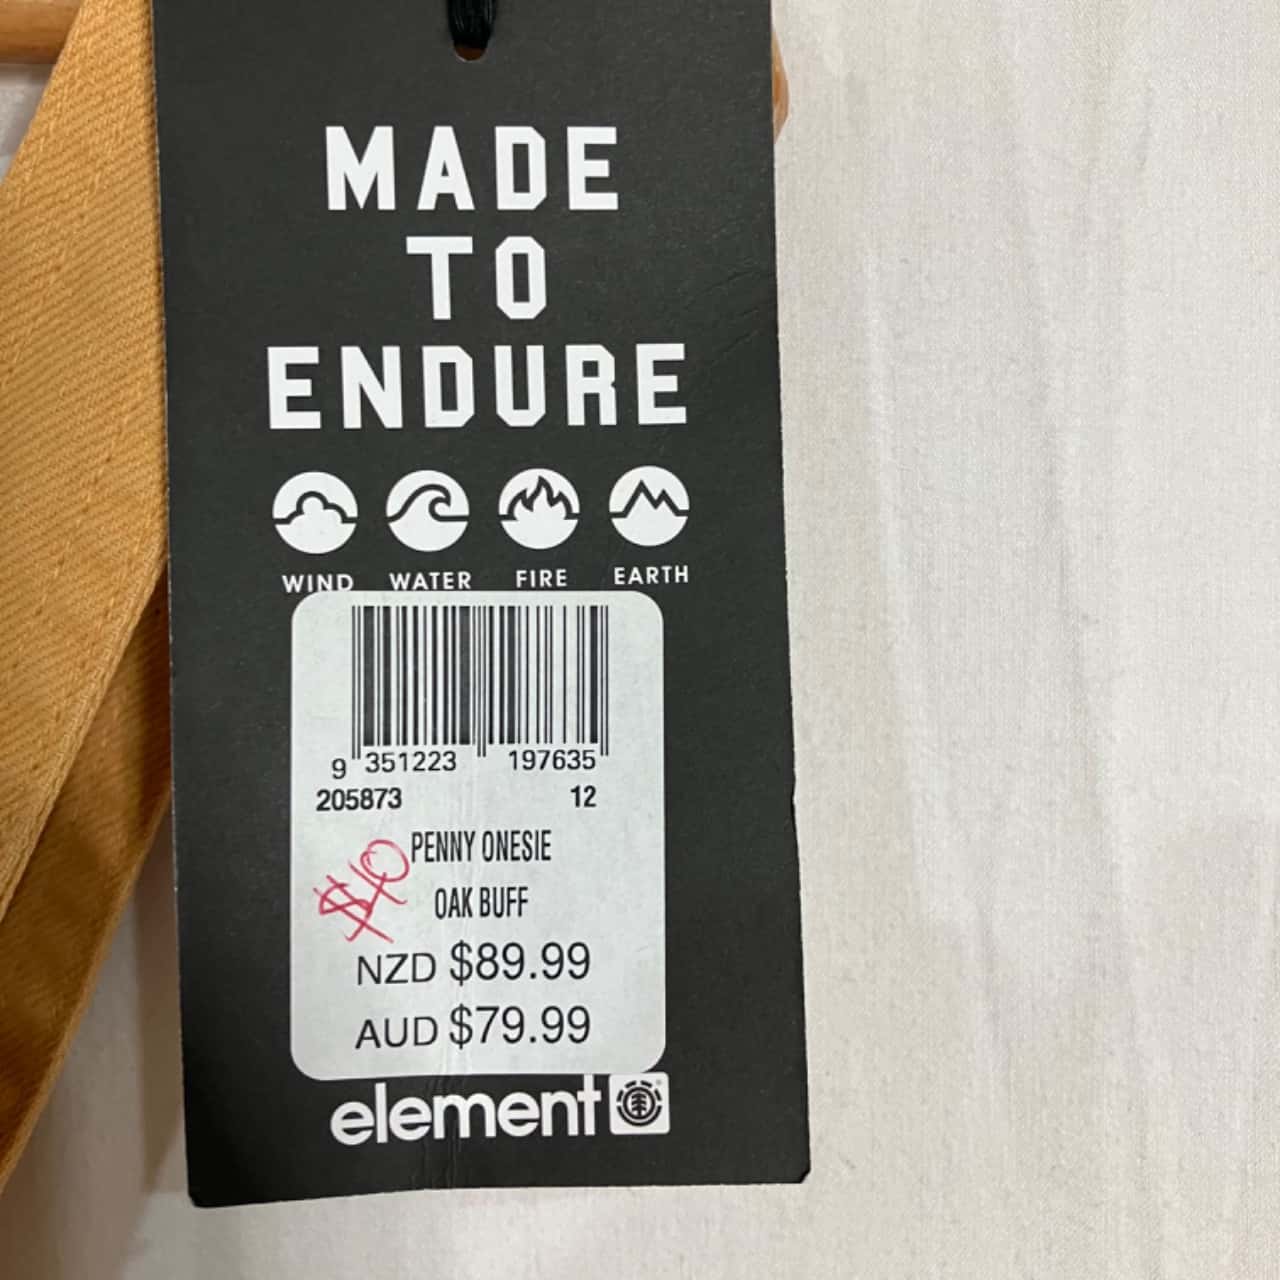 MADE
TO
ENDURE
WIND WATER FIRE EARTH
9 351223 197635
205873 12
$40 PENNY ONESIE
OAK BUFF
NZD $89.99
AUD $79.99
element